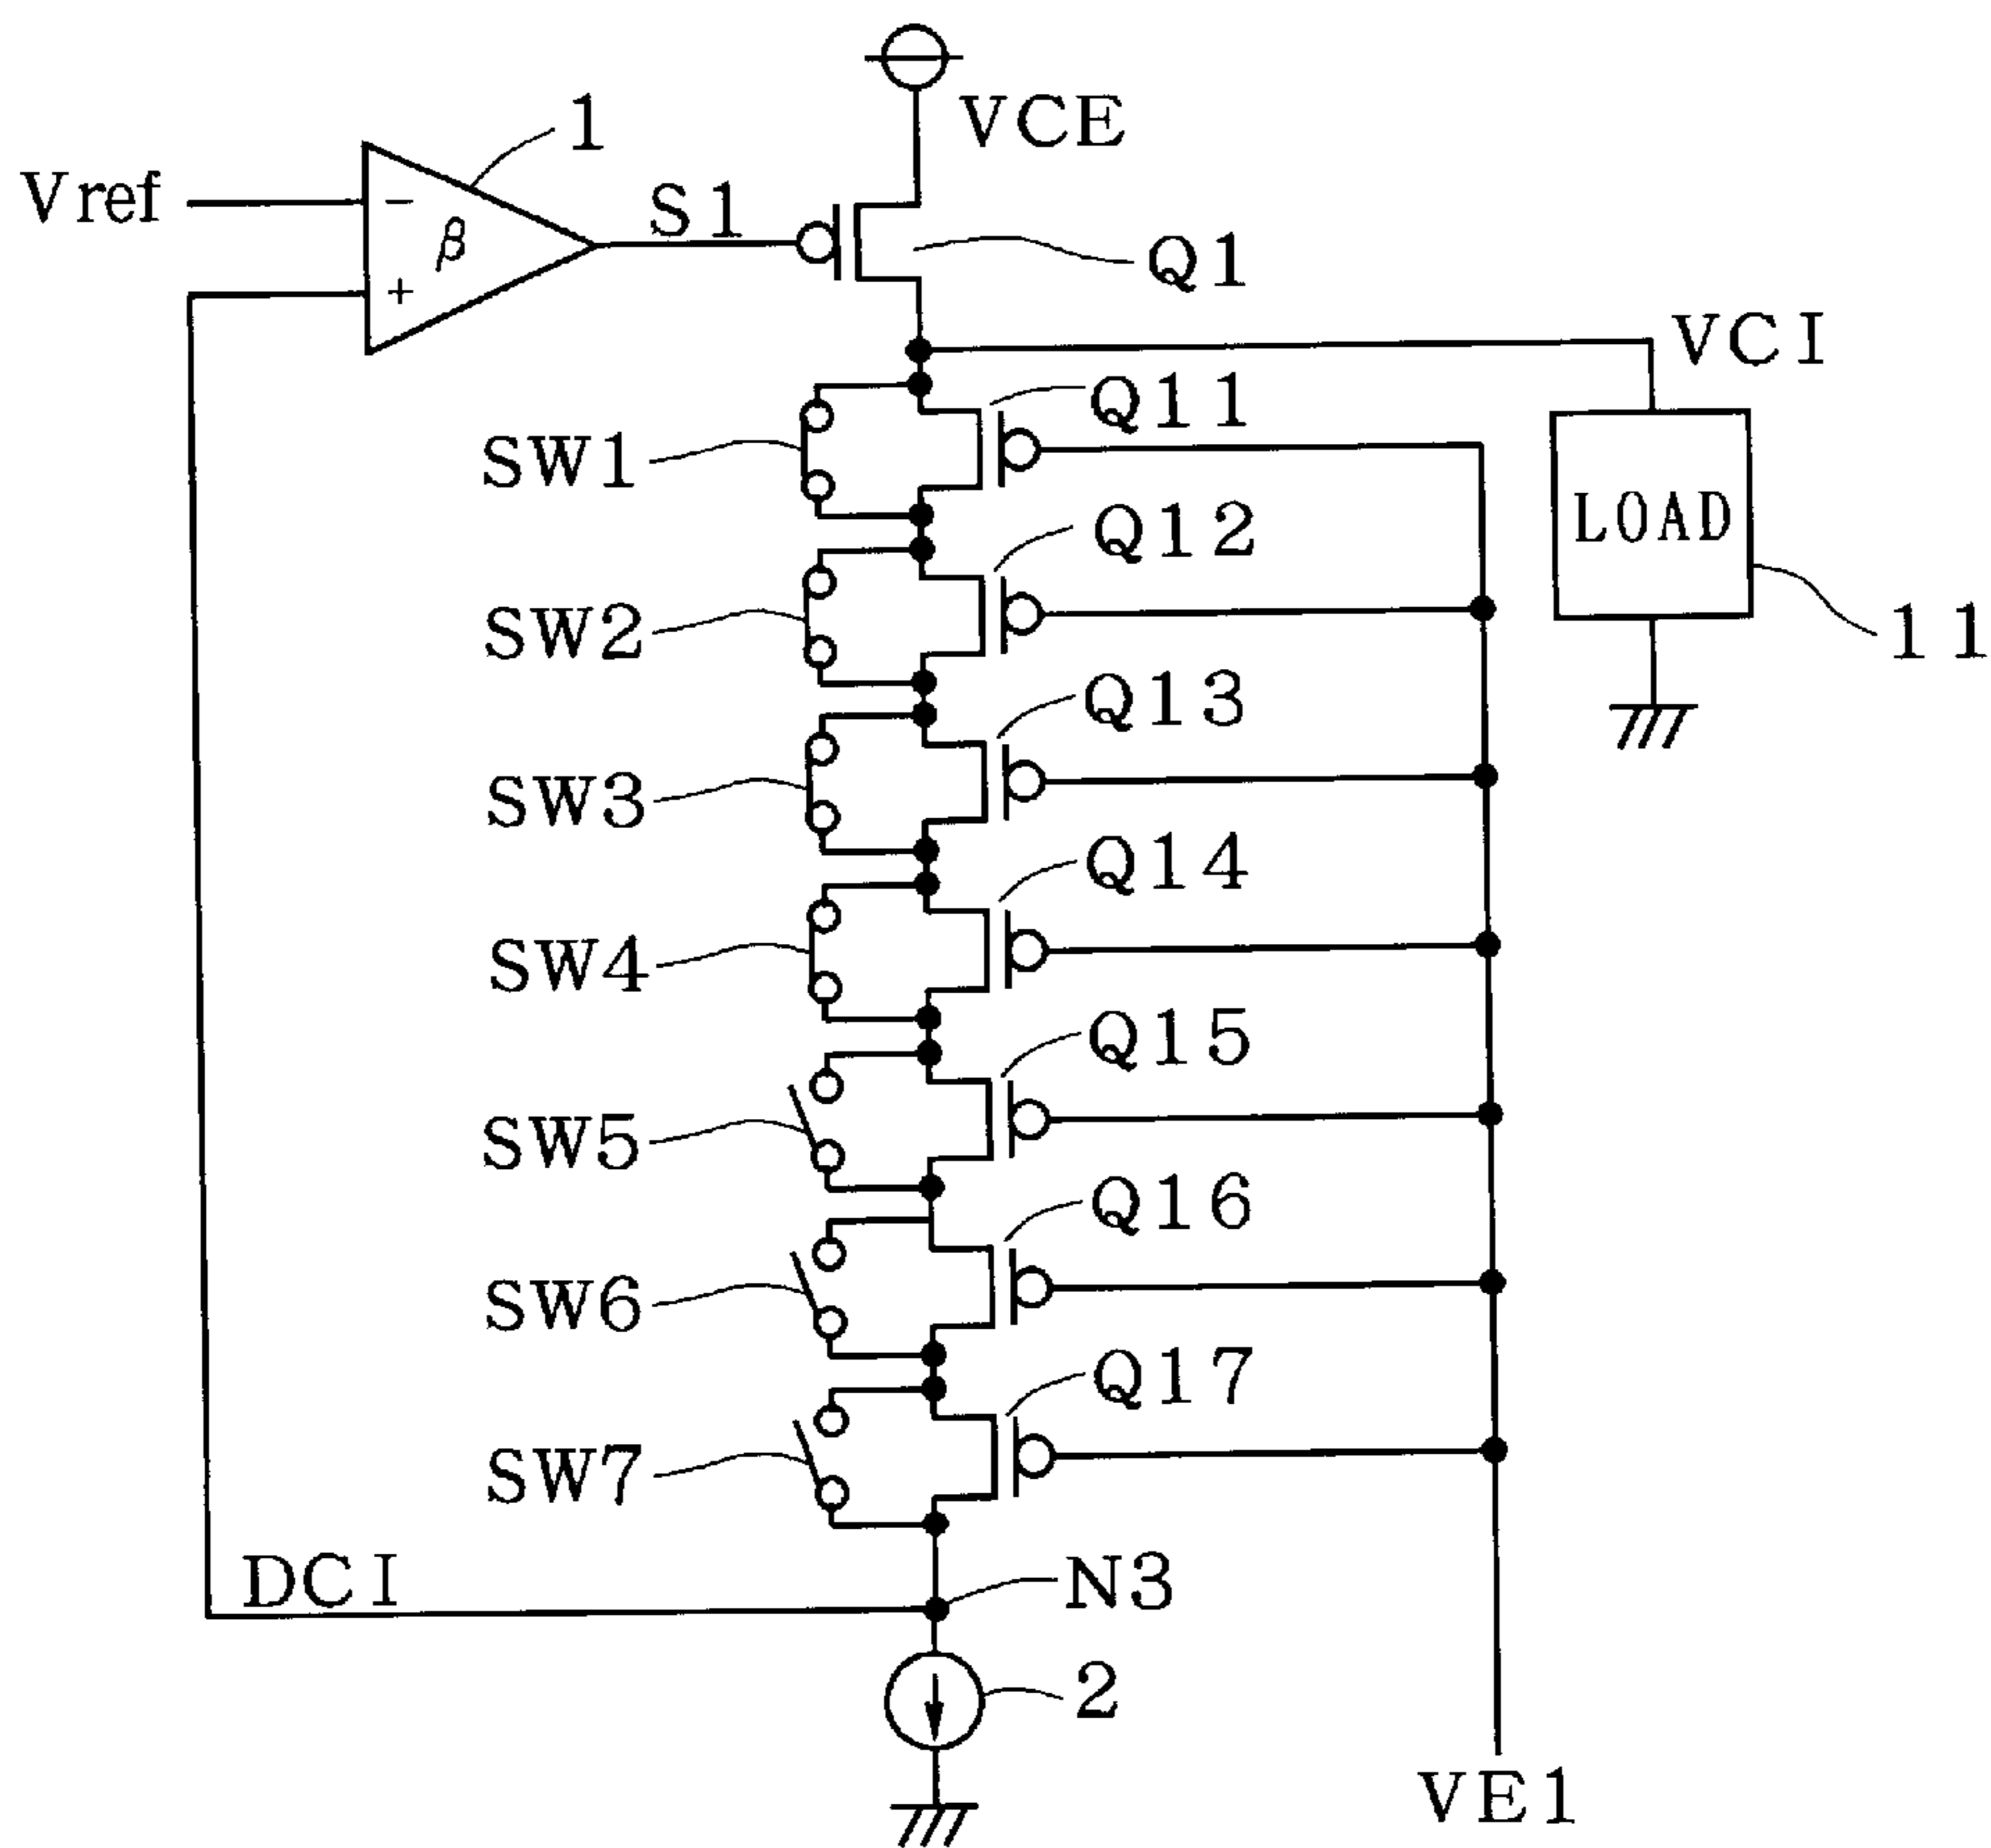 VCE
1
Vref
−
β
+
S1
Q1
VCI
Q11
SW1
LOAD
Q12
SW2
11
Q13
SW3
Q14
SW4
Q15
SW5
Q16
SW6
Q17
SW7
DCI
N3
2
VE1